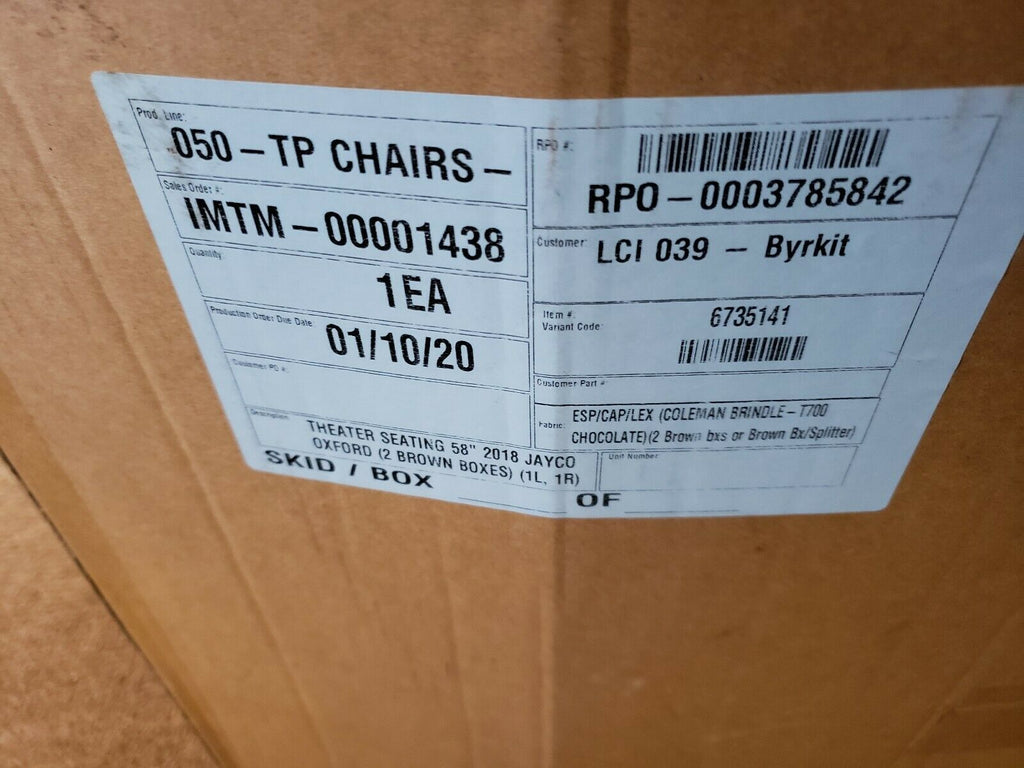 Prod. Line:
050 – TP CHAIRS –
Sales Order #:
IMTM – 00001438
Quantity
1EA
Production Order Due Date
01/10/20
Customer PO #:
Description
THEATER SEATING 58" 2018 JAYCO
OXFORD (2 BROWN BOXES) (1L, 1R)
RPO #:
RPO – 0003785842
Customer: LCI 039 – Byrkit
Item #: 6735141
Variant Code:
Customer Part #
Fabric: ESP/CAP/LEX (COLEMAN BRINDLE – T700
CHOCOLATE)(2 Brown bxs or Brown Bx/Splitter)
Unit Number
SKID / BOX ______ OF ______